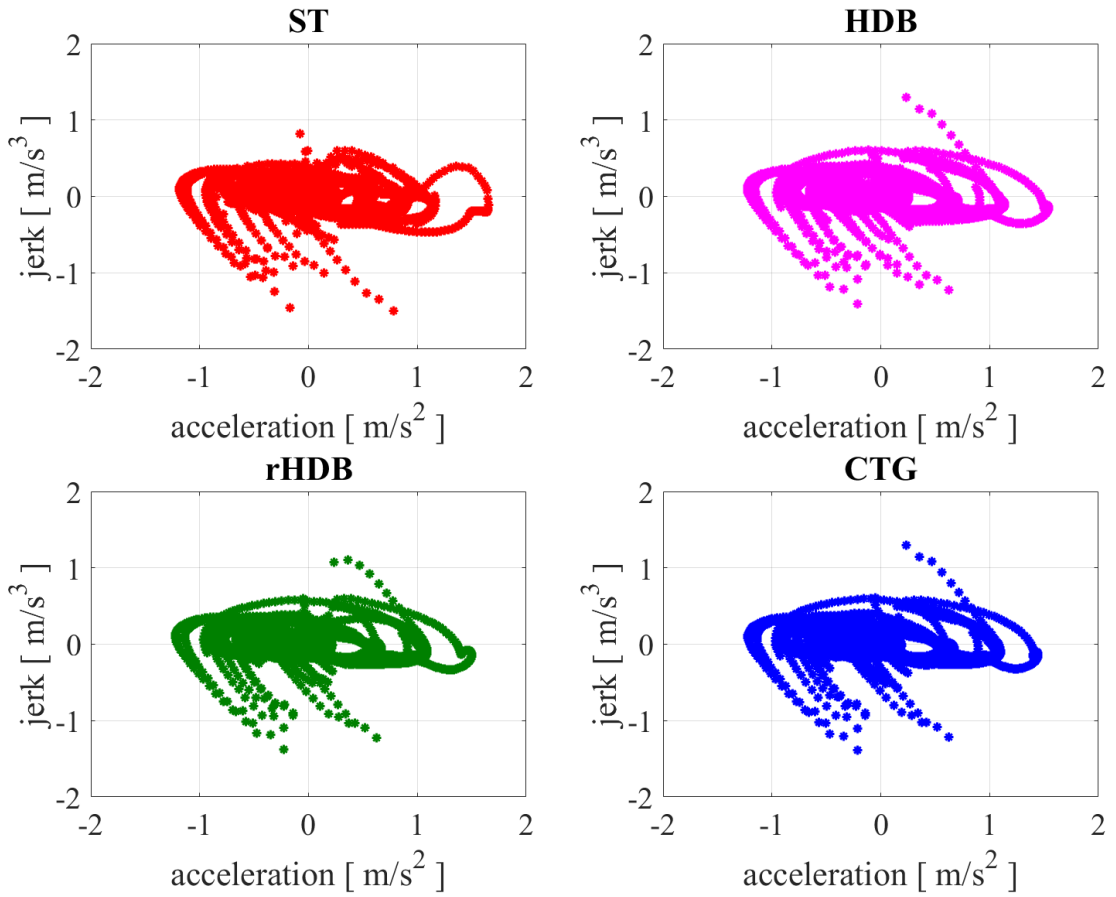 ST
2
1
0
-1
-2
jerk [ m/s³ ]
-2 -1 0 1 2
acceleration [ m/s² ]
HDB
2
1
0
-1
-2
jerk [ m/s³ ]
-2 -1 0 1 2
acceleration [ m/s² ]
rHDB
2
1
0
-1
-2
jerk [ m/s³ ]
-2 -1 0 1 2
acceleration [ m/s² ]
CTG
2
1
0
-1
-2
jerk [ m/s³ ]
-2 -1 0 1 2
acceleration [ m/s² ]